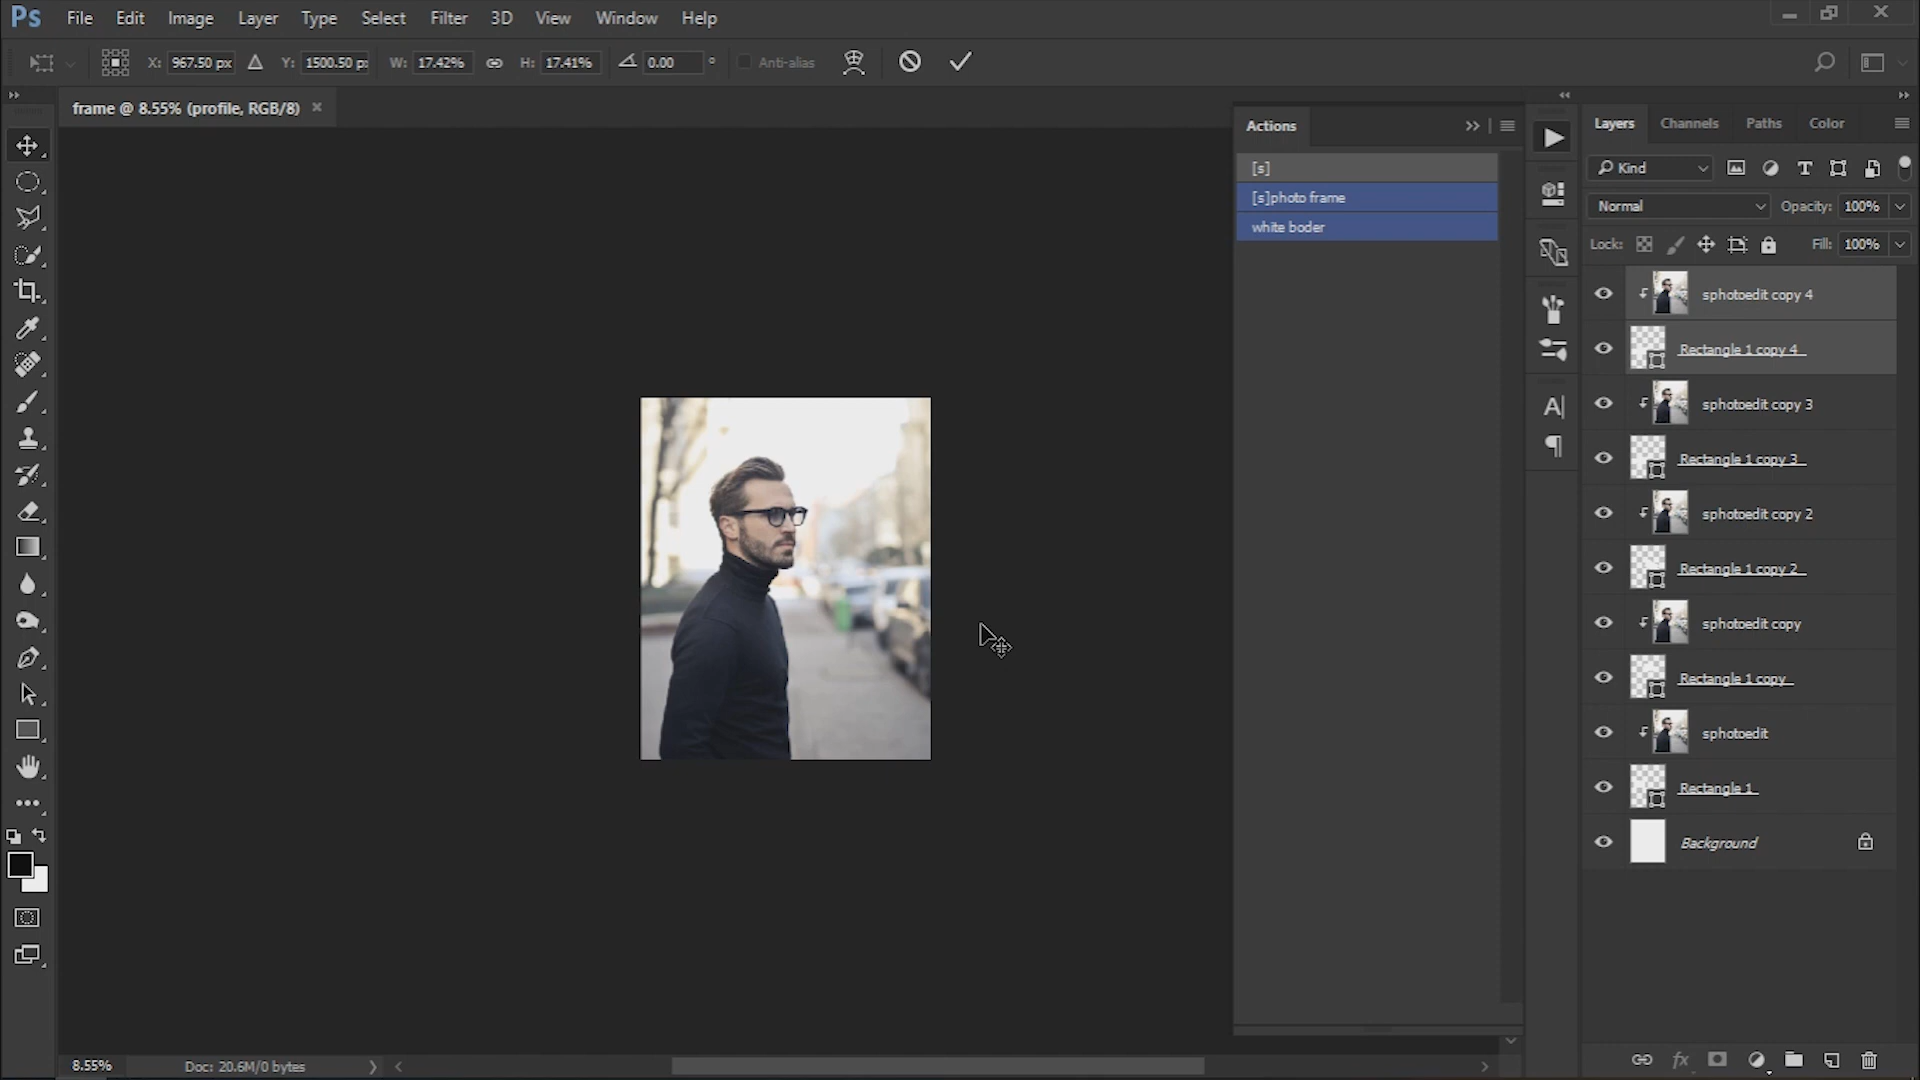 Ps File Edit Image Layer Type Select Filter 3D View Window Help
X: 967.50 px Y: 1500.50 p W: 17.42% H: 17.41% 0.00 ° Anti-alias
frame @ 8.55% (profile, RGB/8) ×
Actions
[s]
[s]photo frame
white boder
Layers Channels Paths Color
Kind
Normal Opacity: 100%
Lock: Fill: 100%
sphotoedit copy 4
Rectangle 1 copy 4
sphotoedit copy 3
Rectangle 1 copy 3
sphotoedit copy 2
Rectangle 1 copy 2
sphotoedit copy
Rectangle 1 copy
sphotoedit
Rectangle 1
Background
8.55% Doc: 20.6M/0 bytes